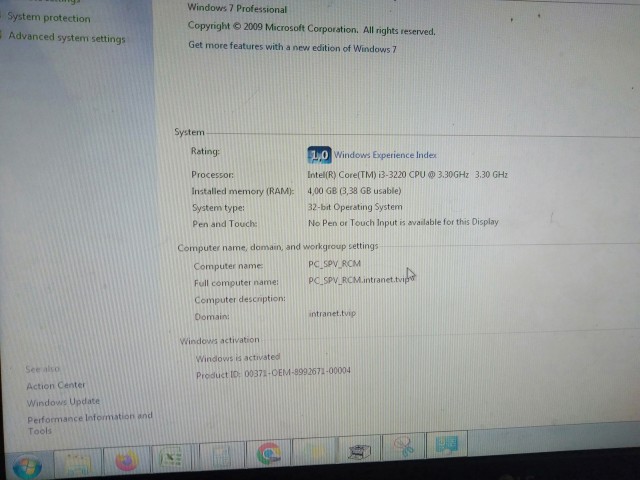 System protection
Advanced system settings
Windows 7 Professional
Copyright © 2009 Microsoft Corporation. All rights reserved.
Get more features with a new edition of Windows 7
System
Rating: 1,0 Windows Experience Index
Processor: Intel(R) Core(TM) i3-3220 CPU @ 3.30GHz 3.30 GHz
Installed memory (RAM): 4,00 GB (3,38 GB usable)
System type: 32-bit Operating System
Pen and Touch: No Pen or Touch Input is available for this Display
Computer name, domain, and workgroup settings
Computer name: PC_SPV_RCM
Full computer name: PC_SPV_RCM.intranet.tvip
Computer description:
Domain: intranet.tvip
Windows activation
Windows is activated
Product ID: 00371-OEM-8992671-00004
See also
Action Center
Windows Update
Performance Information and
Tools